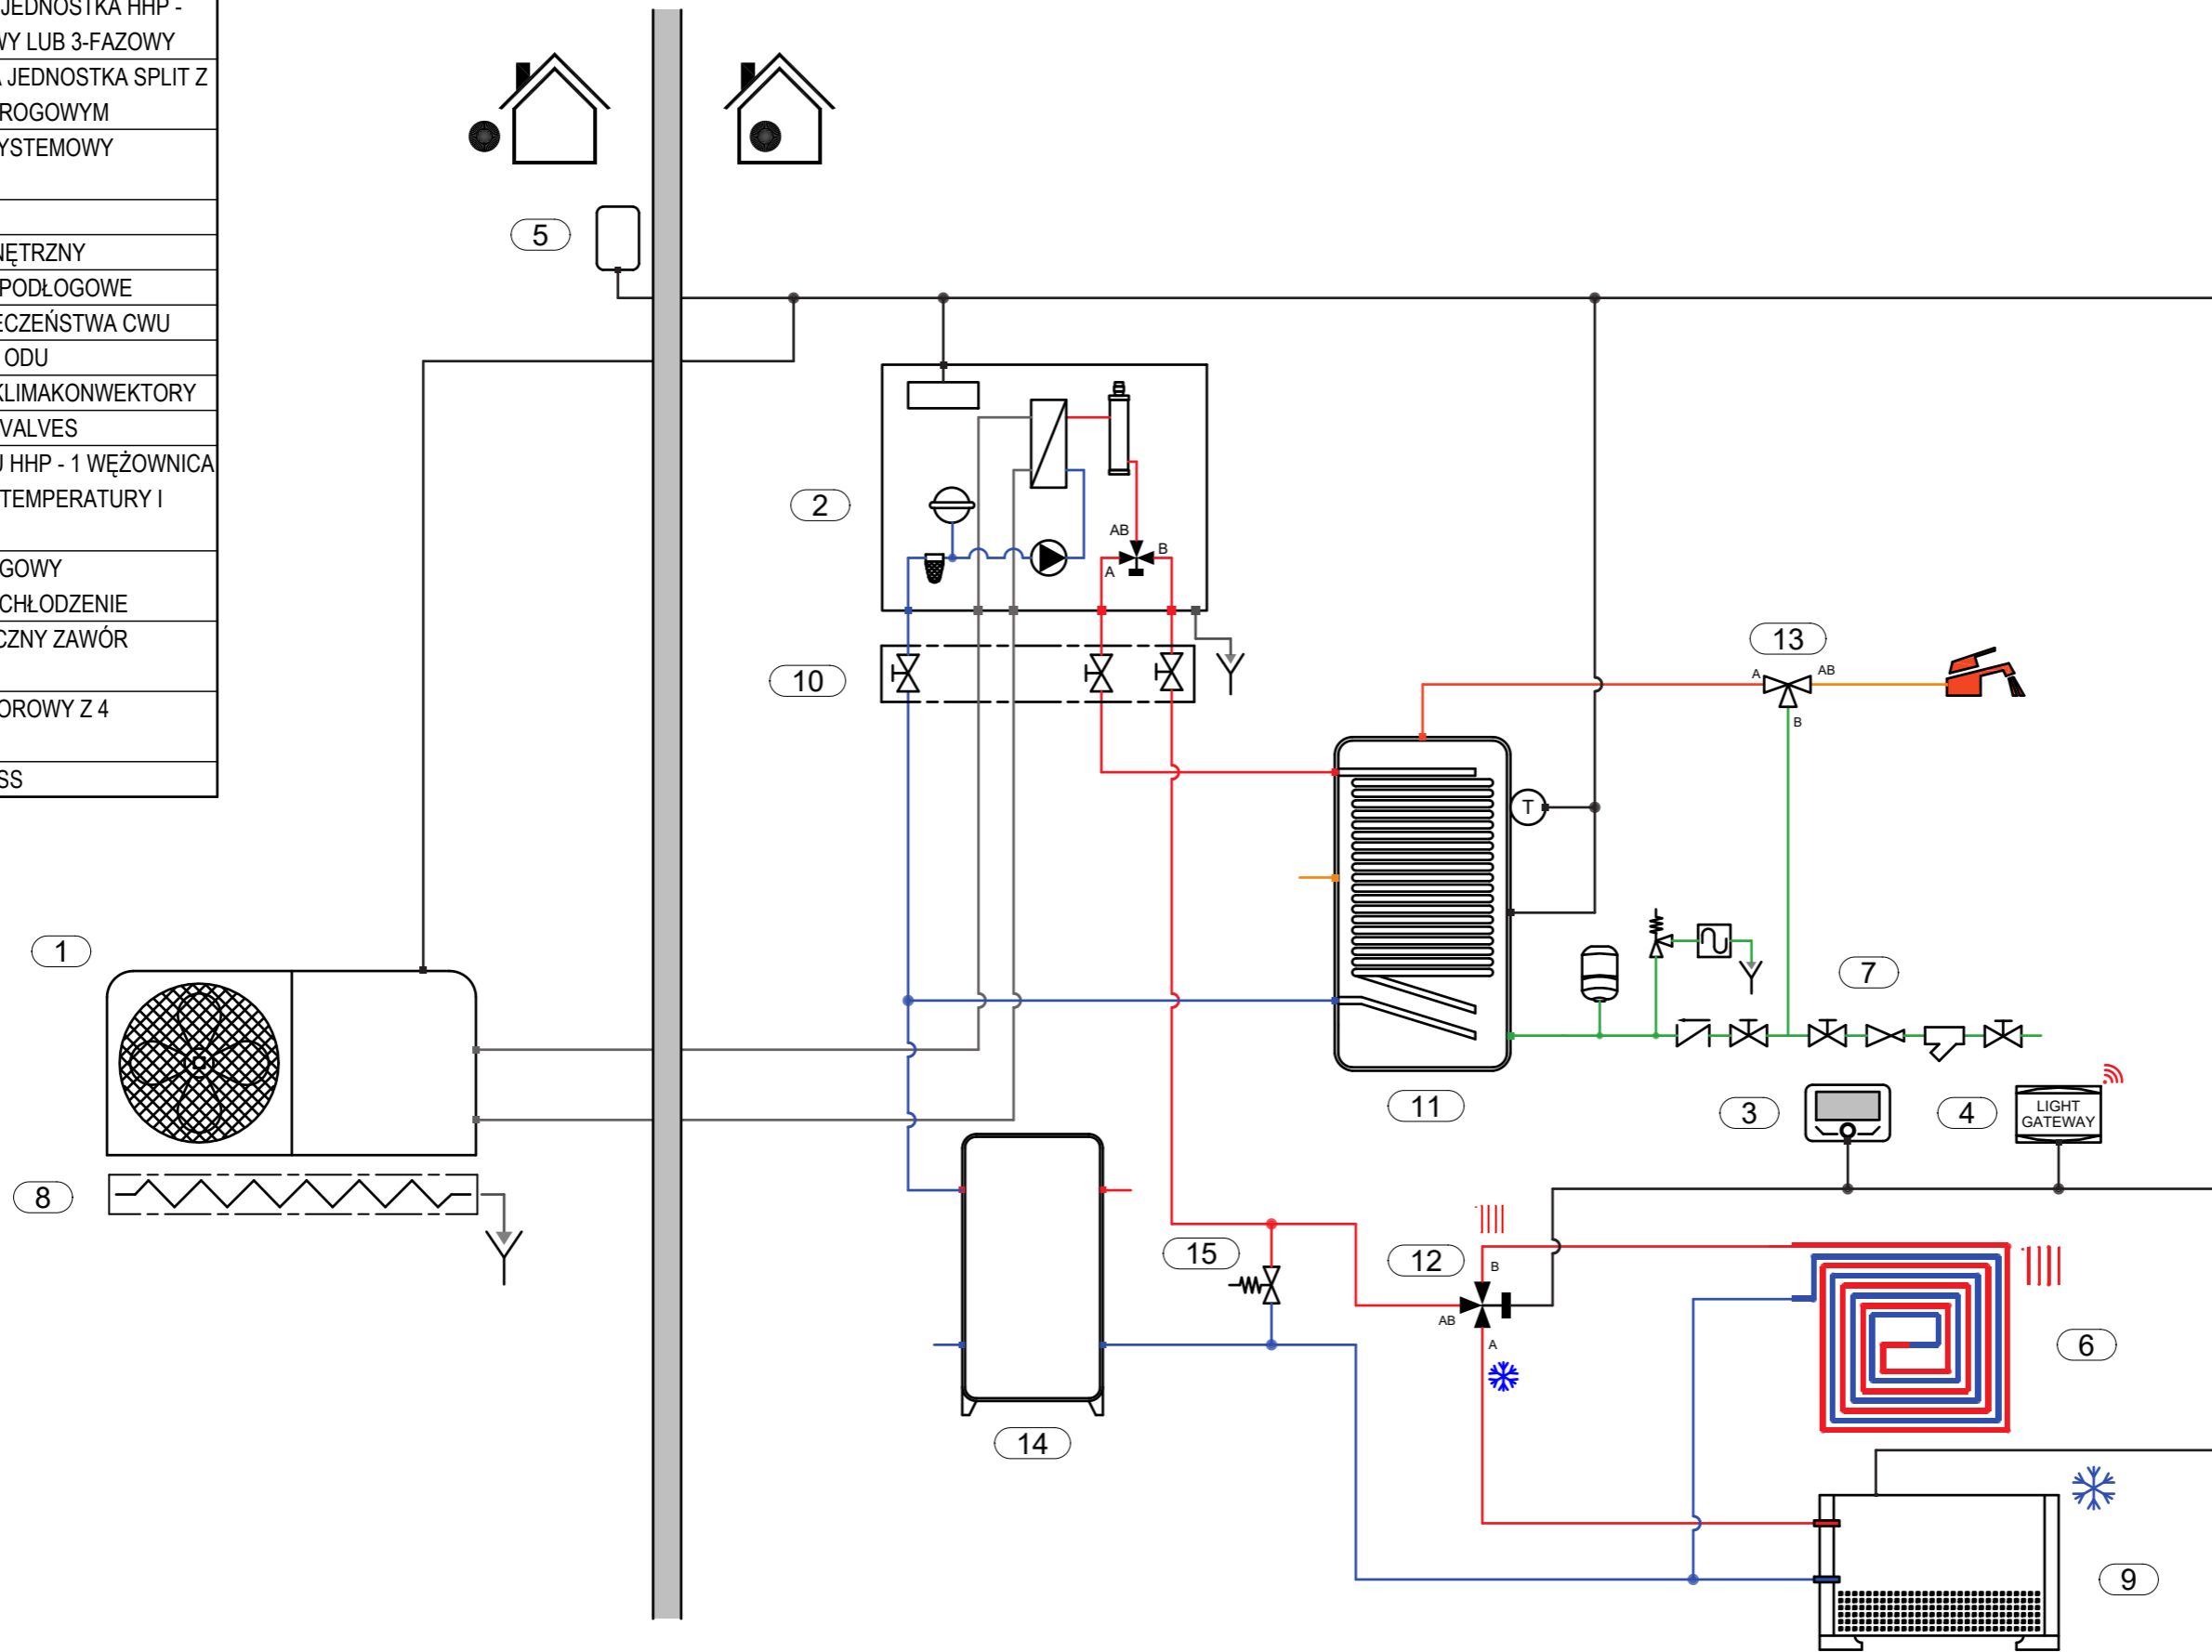 JEDNOSTKA HHP -
WY LUB 3-FAZOWY
A JEDNOSTKA SPLIT Z
ROGOWYM
YSTEMOWY
NĘTRZNY
PODŁOGOWE
ECZEŃSTWA CWU
ODU
KLIMAKONWEKTORY
VALVES
U HHP - 1 WĘŻOWNICA
TEMPERATURY I
GOWY
CHŁODZENIE
CZNY ZAWÓR
OROWY Z 4
SS
5
2
AB
B
A
10
13
A
AB
B
T
1
7
11
3
4
LIGHT
GATEWAY
8
15
12
B
AB
A
6
14
9